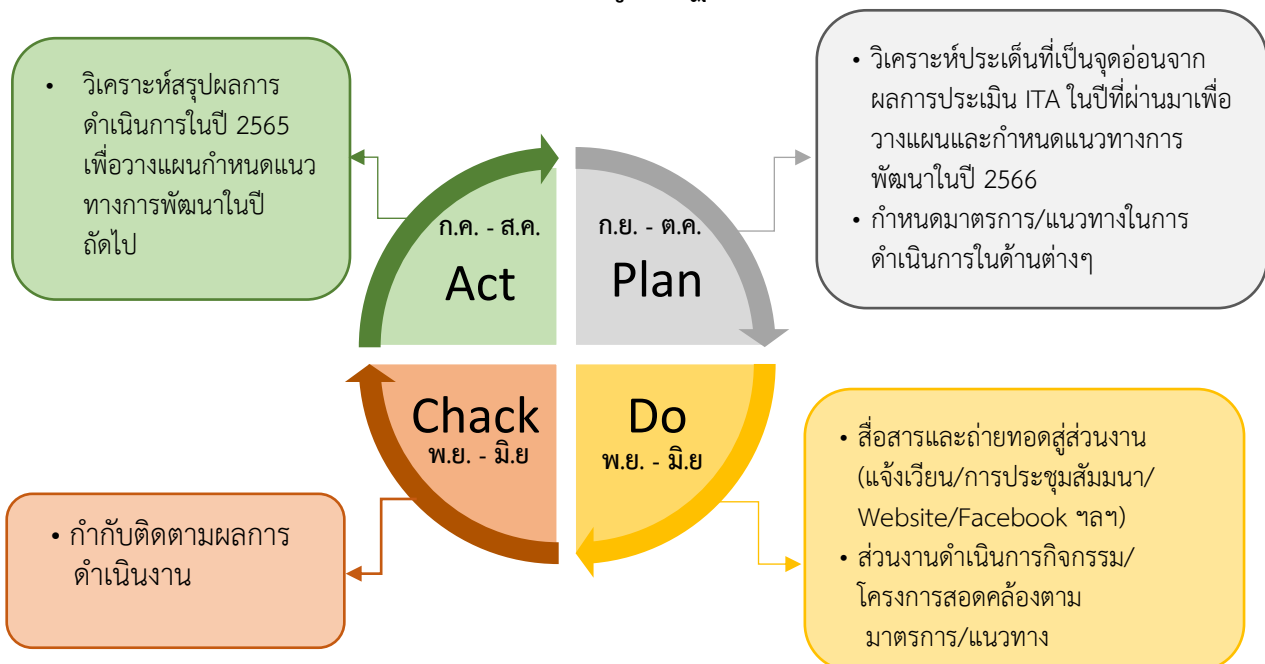 • วิเคราะห์สรุปผลการ
ดำเนินการในปี 2565
เพื่อวางแผนกำหนดแนว
ทางการพัฒนาในปี
ถัดไป
• วิเคราะห์ประเด็นที่เป็นจุดอ่อนจาก
ผลการประเมิน ITA ในปีที่ผ่านมาเพื่อ
วางแผนและกำหนดแนวทางการ
พัฒนาในปี 2566
• กำหนดมาตรการ/แนวทางในการ
ดำเนินการในด้านต่างๆ
ก.ค. - ส.ค.
Act
ก.ย. - ต.ค.
Plan
Chack
พ.ย. - มิ.ย
Do
พ.ย. - มิ.ย
• กำกับติดตามผลการ
ดำเนินงาน
• สื่อสารและถ่ายทอดสู่ส่วนงาน
(แจ้งเวียน/การประชุมสัมมนา/
Website/Facebook ฯลฯ)
• ส่วนงานดำเนินการกิจกรรม/
โครงการสอดคล้องตาม
มาตรการ/แนวทาง